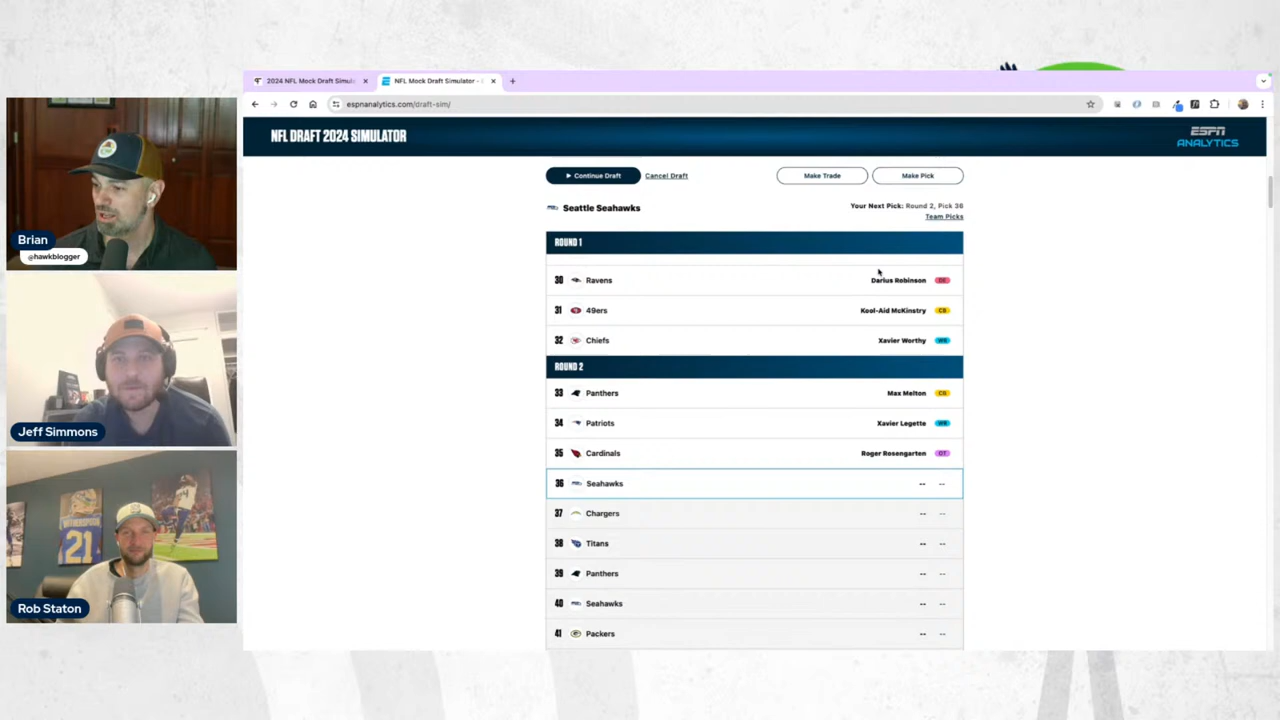 2024 NFL Mock Draft Simula
NFL Mock Draft Simulator -
espnanalytics.com/draft-sim/
NFL DRAFT 2024 SIMULATOR
ESPN
ANALYTICS
Continue Draft
Cancel Draft
Make Trade
Make Pick
Seattle Seahawks
Your Next Pick: Round 2, Pick 36
Team Picks
ROUND 1
30 Ravens Darius Robinson DE
31 49ers Kool-Aid McKinstry CB
32 Chiefs Xavier Worthy WR
ROUND 2
33 Panthers Max Melton CB
34 Patriots Xavier Legette WR
35 Cardinals Roger Rosengarten OT
36 Seahawks -- --
37 Chargers -- --
38 Titans -- --
39 Panthers -- --
40 Seahawks -- --
41 Packers -- --
Brian
@hawkblogger
Jeff Simmons
WITHERSPOON
21
Rob Staton